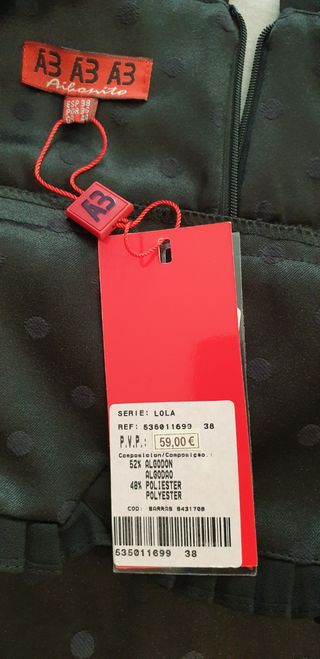 A3 A3 A3
Aibonito
ESP 38
A3
SERIE: LOLA
REF: 535011699 38
P.V.P.: 59,00 €
Composicion/Composiçao.:
52% ALGODON
ALGODAO
48% POLIESTER
POLYESTER
COD: BARRAS 8431708
535011699 38